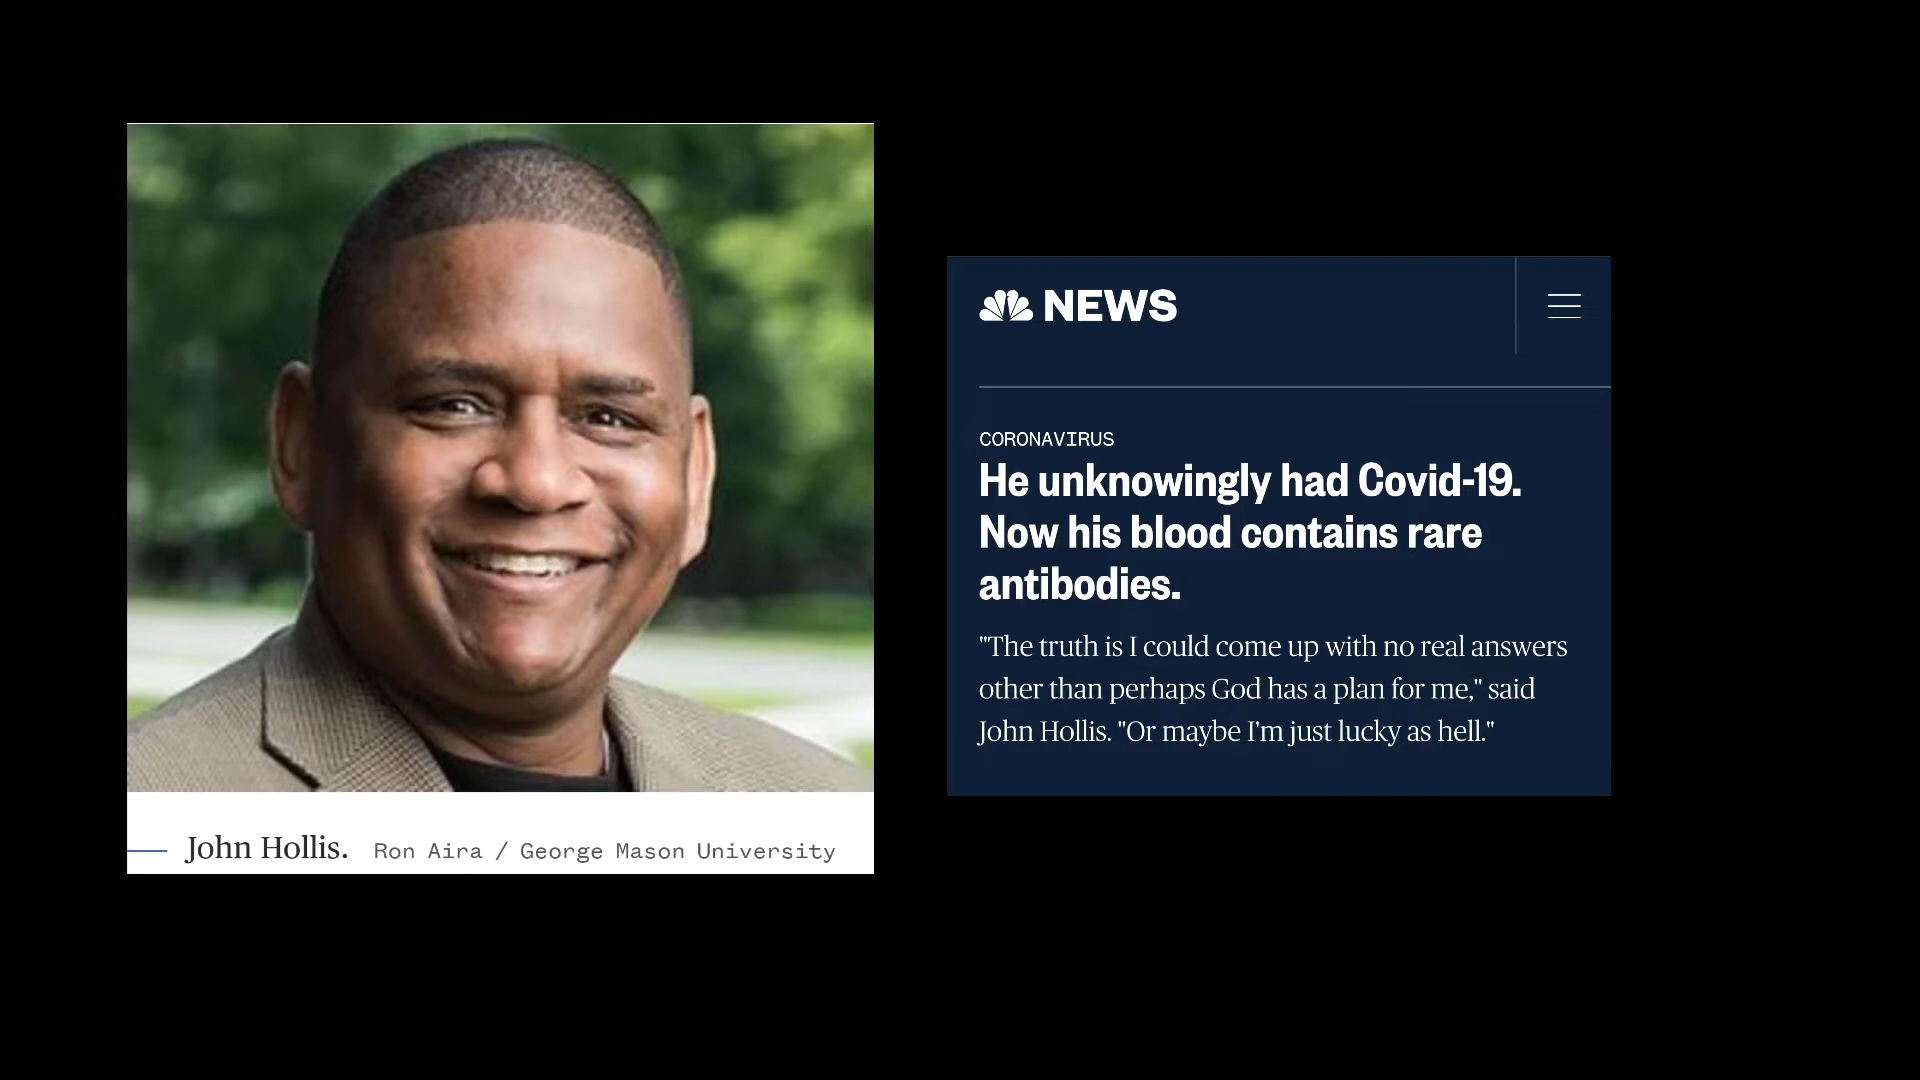 John Hollis. Ron Aira / George Mason University
NEWS
CORONAVIRUS
He unknowingly had Covid-19.
Now his blood contains rare
antibodies.
"The truth is I could come up with no real answers
other than perhaps God has a plan for me," said
John Hollis. "Or maybe I'm just lucky as hell."